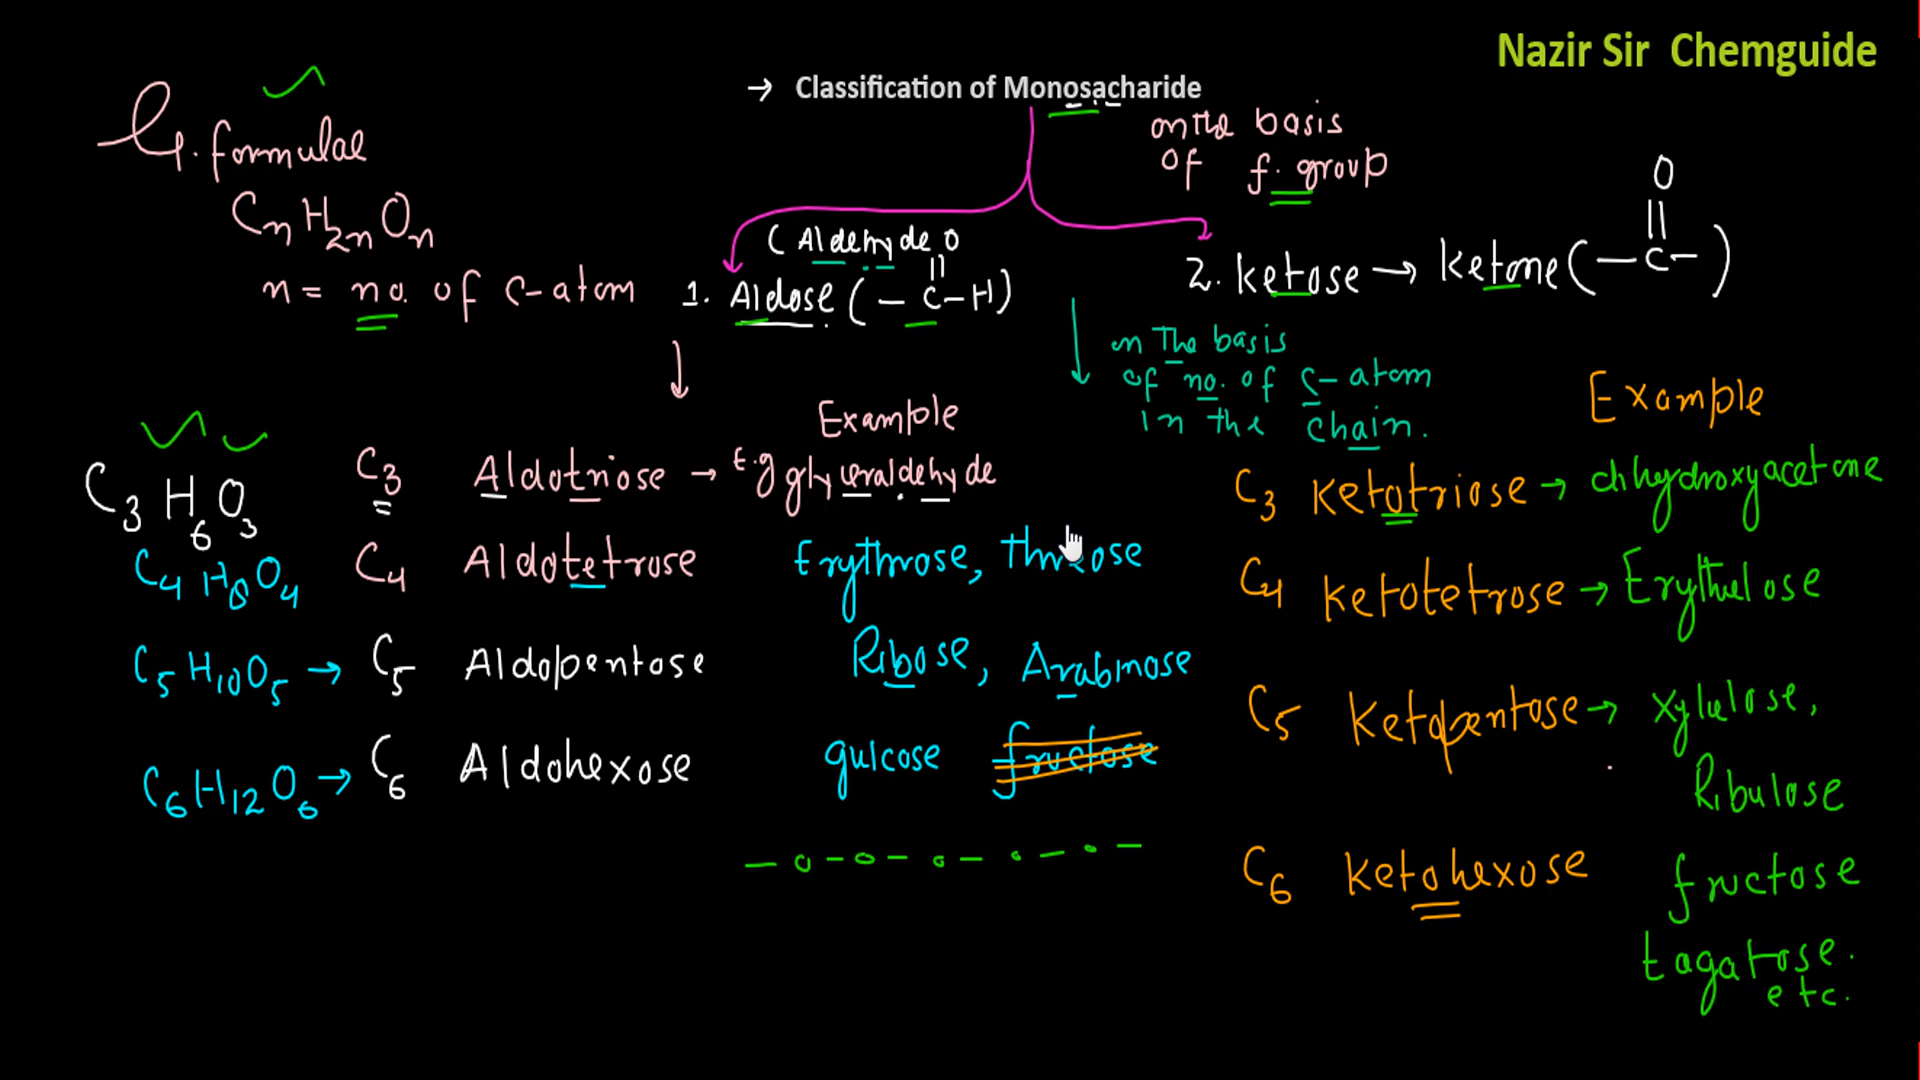 Nazir Sir Chemguide
→ Classification of Monosacharide
on the basis
of f. group
G. formulae
CnH2nOn
n = no. of C-atom
(Aldehyde O
1. Aldose ( – C – H)
O
2. Ketose → Ketone ( – C – )
on the basis
of no. of C-atom
in the chain.
Example
C3H6O3 C3 Aldotriose → E.g glyceraldehyde
C4H8O4 C4 Aldotetrose Erythrose, Threose
C5H10O5 → C5 Aldopentose Ribose, Arabinose
C6H12O6 → C6 Aldohexose gulcose fructose
Example
C3 Ketotriose → dihydroxyacetone
C4 Ketotetrose → Erythulose
C5 Ketopentose → xylulose,
Ribulose
C6 Ketohexose fructose
tagatose.
etc.